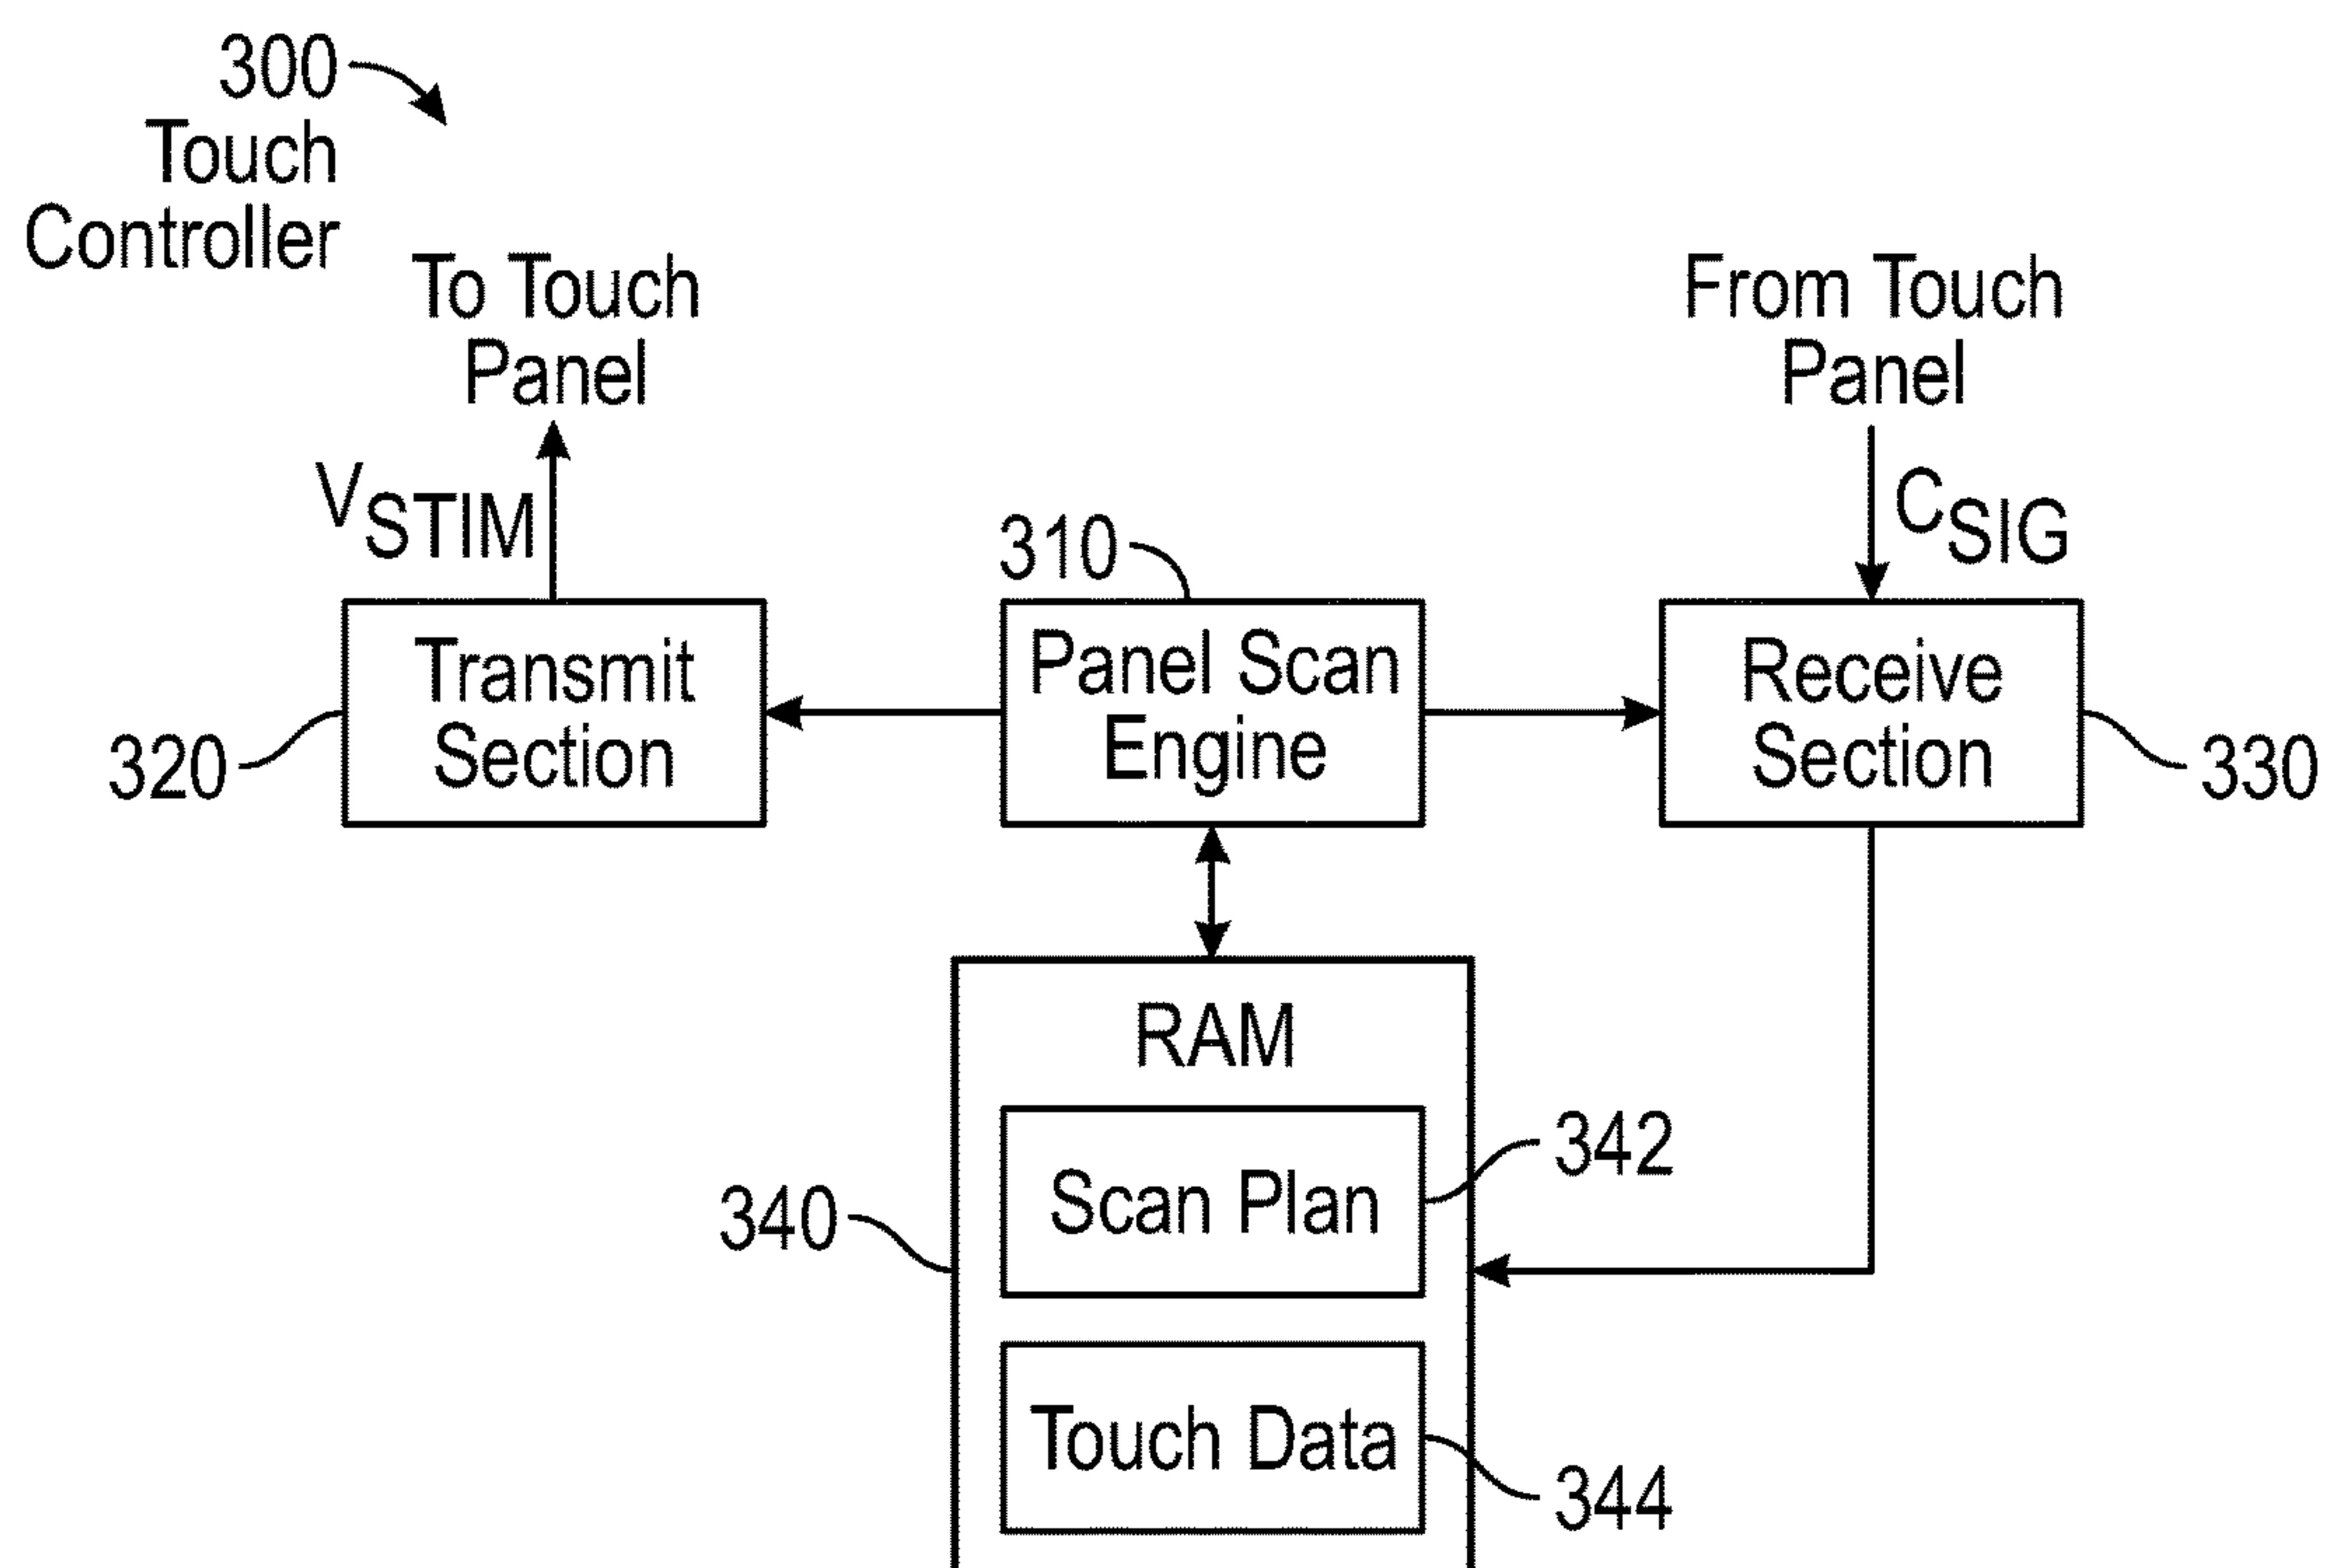 300
Touch
Controller
To Touch
Panel
From Touch
Panel
VSTIM
CSIG
310
Transmit
Section
Panel Scan
Engine
Receive
Section
320
330
RAM
Scan Plan
342
340
Touch Data
344